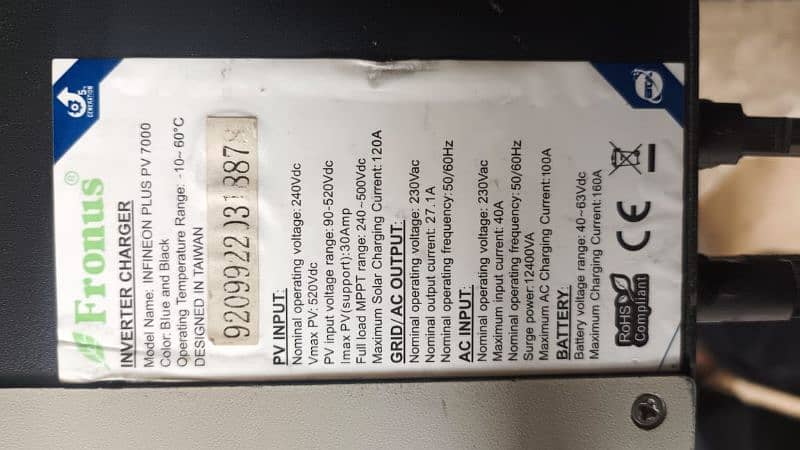 5th
GENERATION
Fronus®
INVERTER CHARGER
Model Name: INFINEON PLUS PV 7000
Color: Blue and Black
Operating Temperature Range: -10~ 60°C
DESIGNED IN TAIWAN
9209922 31387
PV INPUT:
Nominal operating voltage: 240Vdc
Vmax PV: 520Vdc
PV input voltage range: 90-520Vdc
Imax PV(support):30Amp
Full load MPPT range: 240~500Vdc
Maximum Solar Charging Current:120A
GRID/ AC OUTPUT:
Nominal operating voltage: 230Vac
Nominal output current: 27.1A
Nominal operating frequency:50/60Hz
AC INPUT:
Nominal operating voltage: 230Vac
Maximum input current: 40A
Nominal operating frequency: 50/60Hz
Surge power:12400VA
Maximum AC Charging Current:100A
BATTERY:
Battery voltage range: 40~63Vdc
Maximum Charging Current:160A
RoHS
Compliant
CE